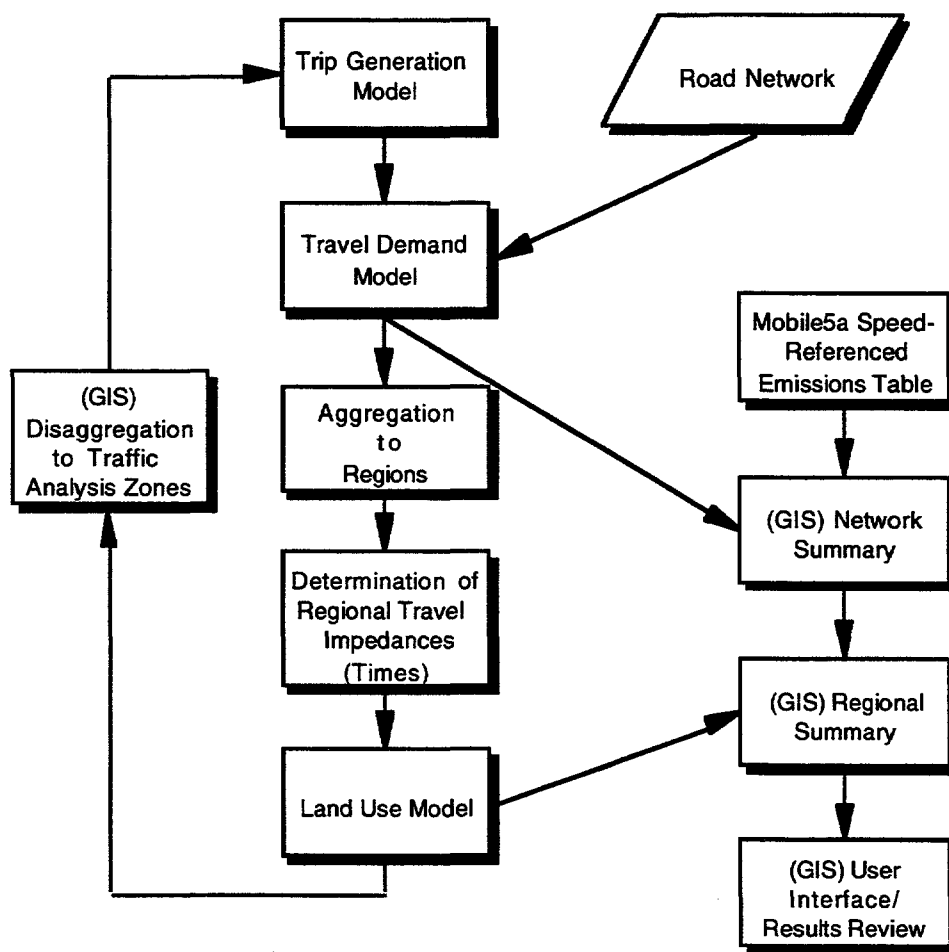 Trip Generation
Model
Road Network
Travel Demand
Model
Mobile5a Speed-
Referenced
Emissions Table
(GIS)
Disaggregation
to Traffic
Analysis Zones
Aggregation
to
Regions
(GIS) Network
Summary
Determination of
Regional Travel
Impedances
(Times)
(GIS) Regional
Summary
Land Use Model
(GIS) User
Interface/
Results Review